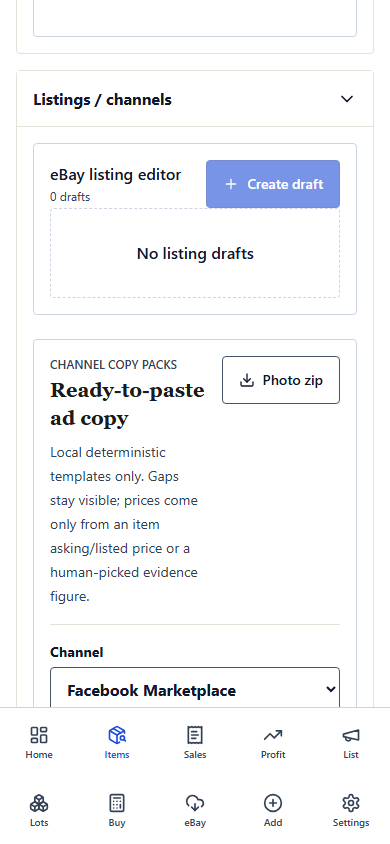 Listings / channels
eBay listing editor
0 drafts
Create draft
No listing drafts
CHANNEL COPY PACKS
Ready-to-paste
ad copy
Photo zip
Local deterministic
templates only. Gaps
stay visible; prices come
only from an item
asking/listed price or a
human-picked evidence
figure.
Channel
Facebook Marketplace
Home
Items
Sales
Profit
List
Lots
Buy
eBay
Add
Settings